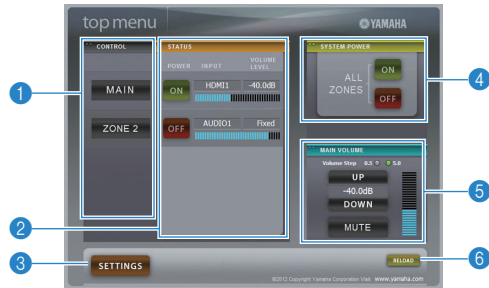 top menu
YAMAHA
CONTROL
MAIN
ZONE 2
STATUS
POWER INPUT VOLUME LEVEL
ON HDMI1 -40.0dB
OFF AUDIO1 Fixed
SYSTEM POWER
ALL ZONES
ON
OFF
MAIN VOLUME
Volume Step 0.5 5.0
UP
-40.0dB
DOWN
MUTE
SETTINGS
RELOAD
©2012 Copyright Yamaha Corporation Visit www.yamaha.com
1
2
3
4
5
6